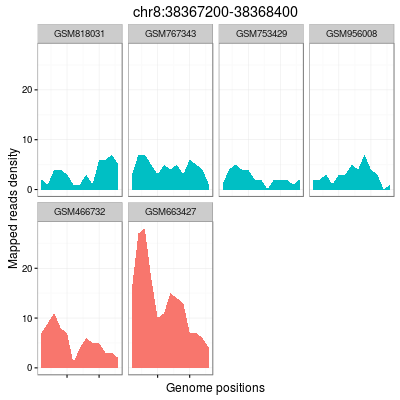 chr8:38367200-38368400
GSM818031 GSM767343 GSM753429 GSM956008
20
10
0
Mapped reads density
GSM466732 GSM663427
20
10
0
Genome positions